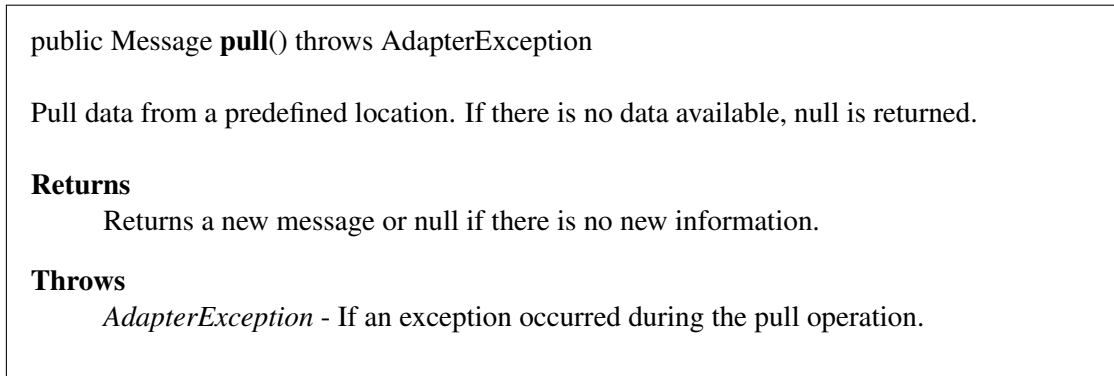 public Message pull() throws AdapterException
Pull data from a predefined location. If there is no data available, null is returned.
Returns
Returns a new message or null if there is no new information.
Throws
AdapterException - If an exception occurred during the pull operation.